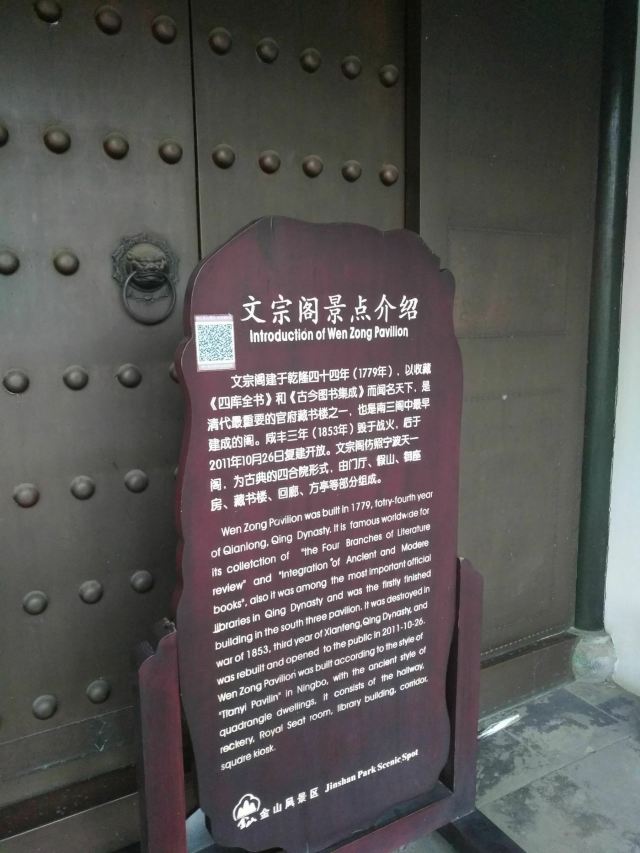 文宗阁景点介绍
Introduction of Wen Zong Pavilion
文宗阁建于乾隆四十四年（1779年），以收藏
《四库全书》和《古今图书集成》而闻名天下，是
清代最重要的官府藏书楼之一，也是南三阁中最早
建成的阁。咸丰三年（1853年）毁于战火，后于
2011年10月26日复建开放。文宗阁仿照宁波天一
阁，为古典的四合院形式，由门厅、假山、御座
房、藏书楼、回廊、方亭等部分组成。
Wen Zong Pavilion was built in 1779, fotry-fourth year
of Qianlong, Qing Dynasty. It is famous worldwide for
its colletction of "the Four Branches of Literature
review" and "Integration of Ancient and Modere
books", also it was among the most important official
libraries in Qing Dynasty and was the firstly finished
building in the south three pavilion. It was destroyed in
war of 1853, third year of Xianfeng, Qing Dynasty, and
was rebuilt and opened to the public in 2011-10-26.
Wen Zong Pavilion was built according to the style of
"Tianyi Pavilin" in Ningbo, with the ancient style of
quadrangle dwellings. It consists of the hallway,
reckery, Royal Seat room, library building, corridor,
square kiosk.
金山风景区 Jinshan Park Scenic Spot